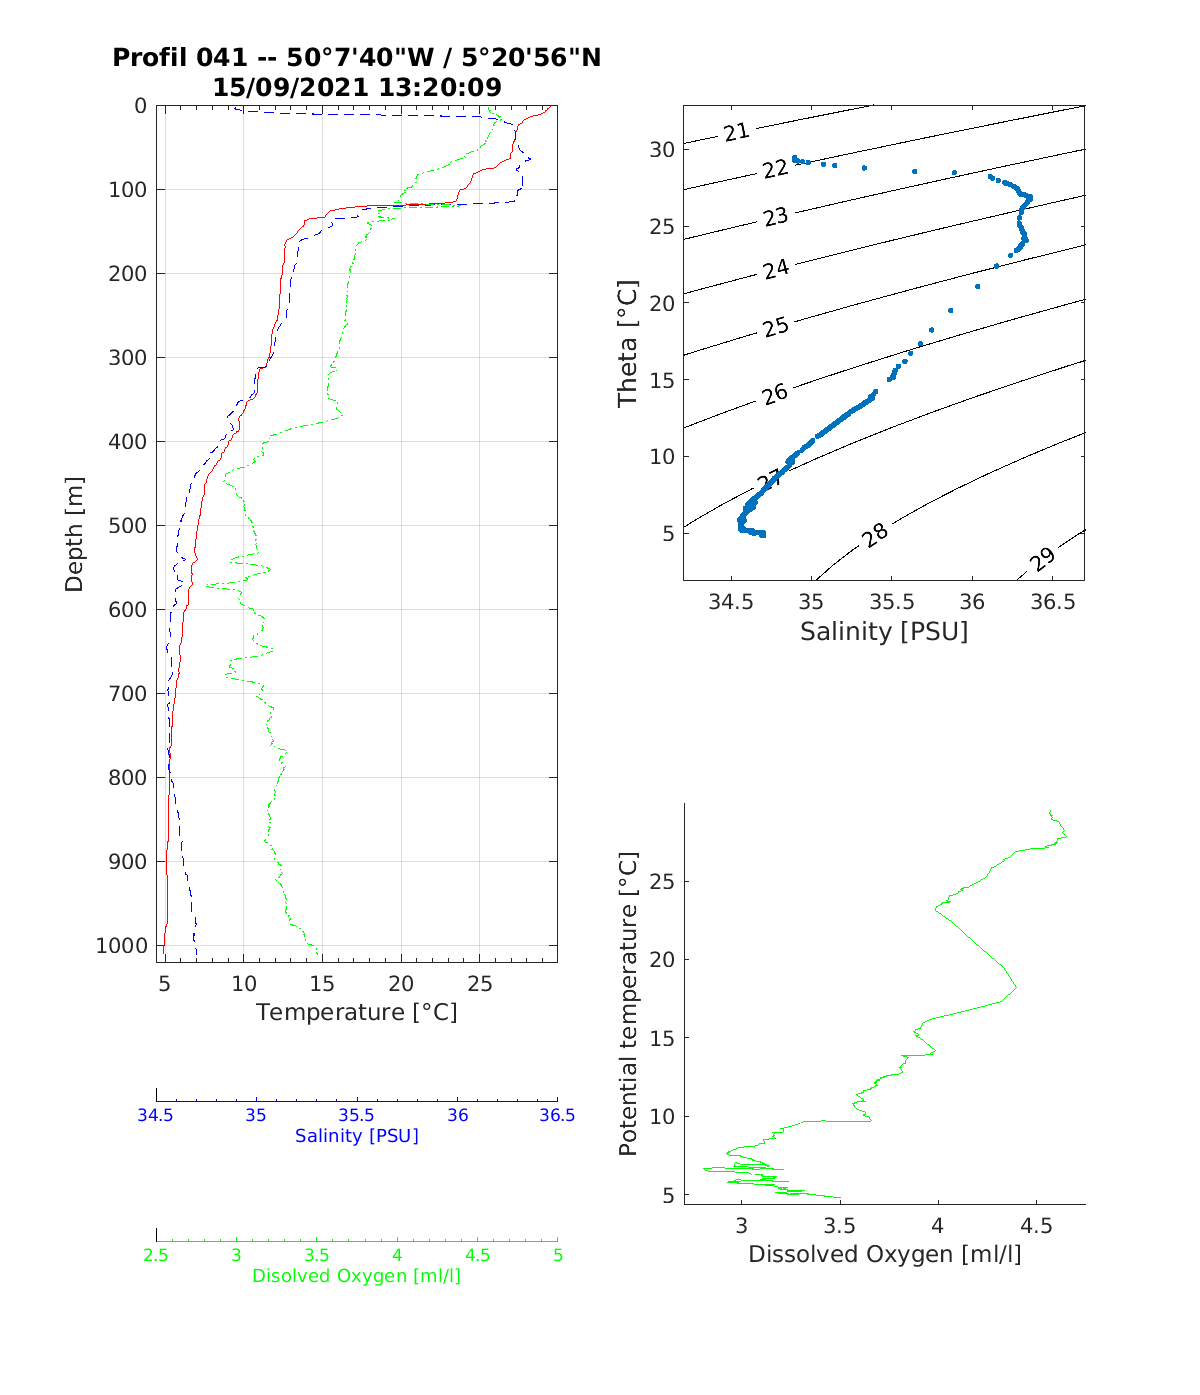 Profil 041 -- 50°7'40"W / 5°20'56"N
15/09/2021 13:20:09
0
100
200
300
400
500
600
700
800
900
1000
Depth [m]
5 10 15 20 25
Temperature [°C]
34.5 35 35.5 36 36.5
Salinity [PSU]
2.5 3 3.5 4 4.5 5
Disolved Oxygen [ml/l]
30
25
20
15
10
5
Theta [°C]
21
22
23
24
25
26
27
28
29
34.5 35 35.5 36 36.5
Salinity [PSU]
25
20
15
10
5
Potential temperature [°C]
3 3.5 4 4.5
Dissolved Oxygen [ml/l]